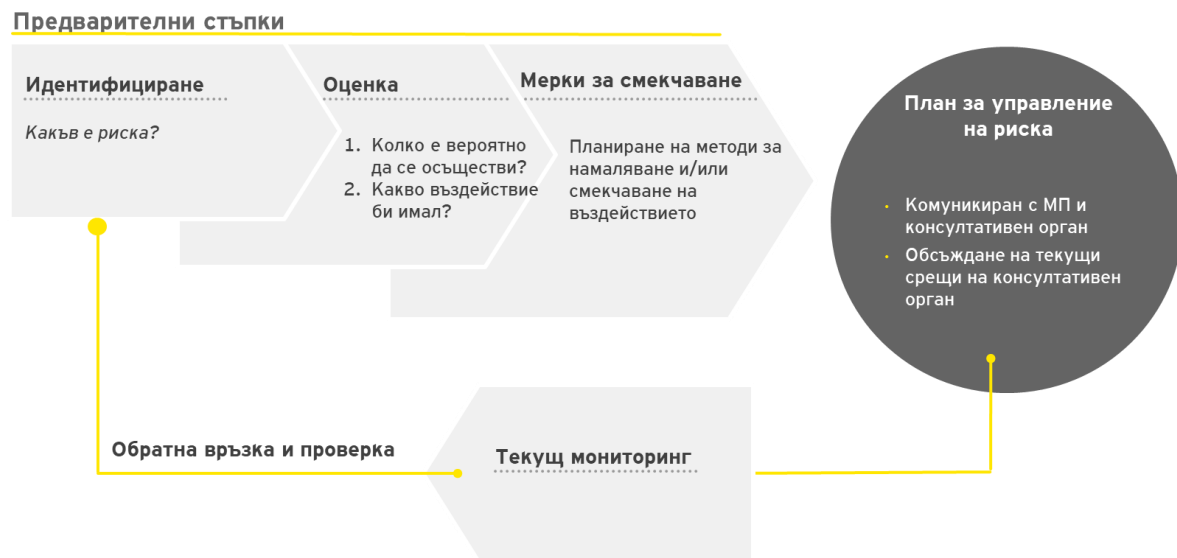 Предварителни стъпки
Идентифициране
Какъв е риска?
Оценка
1. Колко е вероятно
да се осъществи?
2. Какво въздействие
би имал?
Мерки за смекчаване
Планиране на методи за
намаляване и/или
смекчаване на
въздействието
План за управление
на риска
· Комуникиран с МП и
консултативен орган
· Обсъждане на текущи
срещи на консултативен
орган
Обратна връзка и проверка
Текущ мониторинг